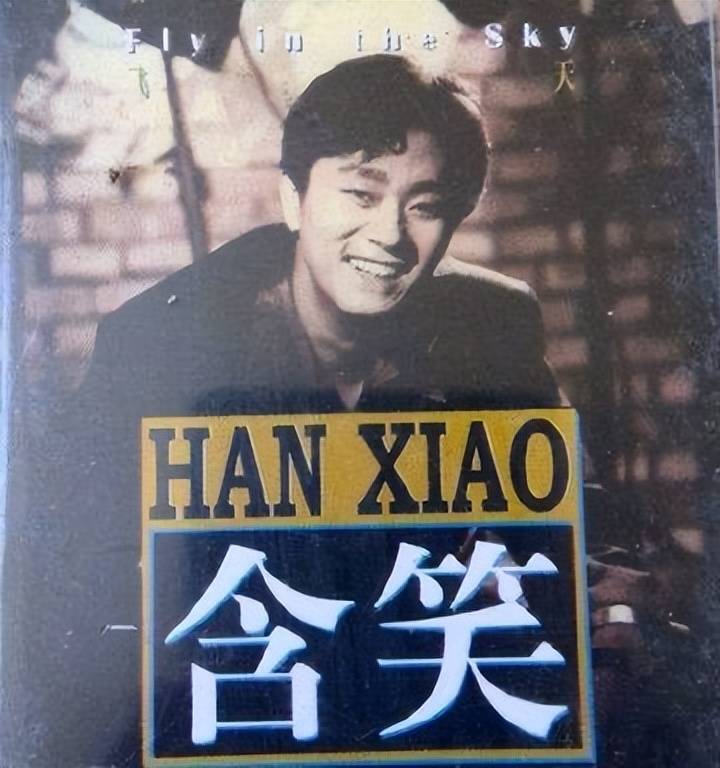 Fly in the Sky
飞 天
HAN XIAO
含笑